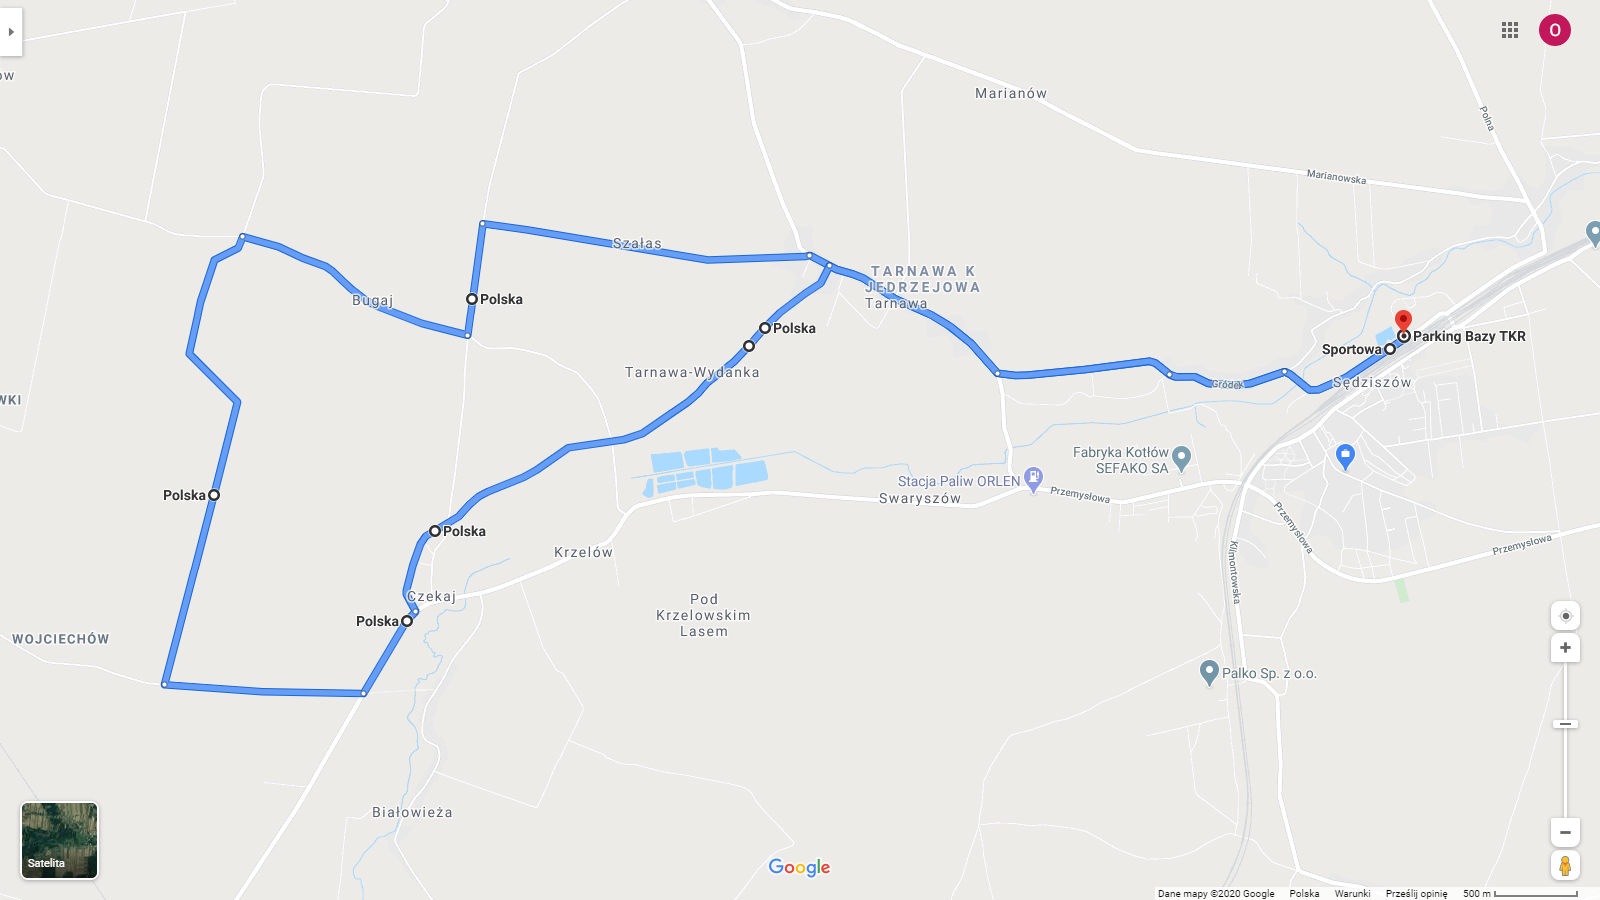 O
Marianów
Polna
Marianowska
Szałas
TARNAWA K
JĘDRZEJOWA
Tarnawa
Bugaj
Polska
Polska
Parking Bazy TKR
Sportowa
Sędziszów
Tarnawa-Wydanka
Gródek
WKI
Fabryka Kotłów
SEFAKO SA
Stacja Paliw ORLEN
Swaryszów
Przemysłowa
Polska
Polska
Przemysłowa
Przemysłowa
Krzelów
Klimontowska
Czekaj
Polska
Pod
Krzelowskim
Lasem
WOJCIECHÓW
Palko Sp. z o.o.
Białowieża
Satelita
Google
Dane mapy ©2020 Google Polska Warunki Prześlij opinię 500 m